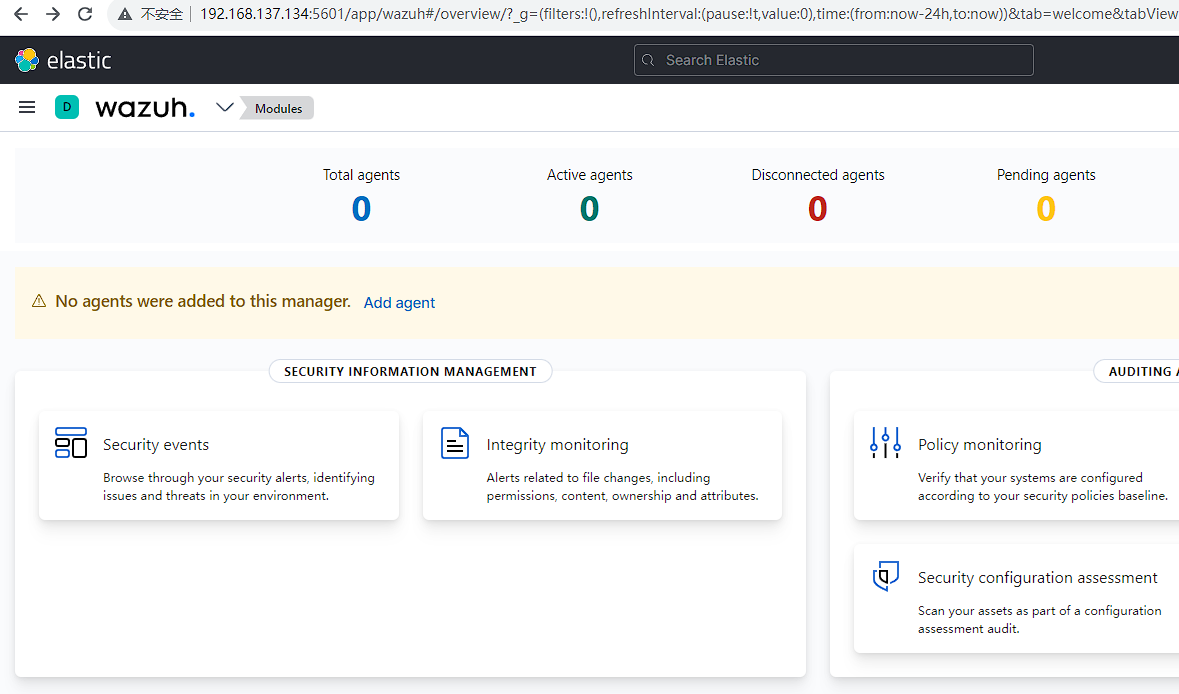 不安全 192.168.137.134:5601/app/wazuh#/overview/?_g=(filters:!(),refreshInterval:(pause:!t,value:0),time:(from:now-24h,to:now))&tab=welcome&tabView
elastic
Search Elastic
D wazuh. Modules
Total agents Active agents Disconnected agents Pending agents
0 0 0 0
No agents were added to this manager. Add agent
SECURITY INFORMATION MANAGEMENT
AUDITING A
Security events
Browse through your security alerts, identifying
issues and threats in your environment.
Integrity monitoring
Alerts related to file changes, including
permissions, content, ownership and attributes.
Policy monitoring
Verify that your systems are configured
according to your security policies baseline.
Security configuration assessment
Scan your assets as part of a configuration
assessment audit.